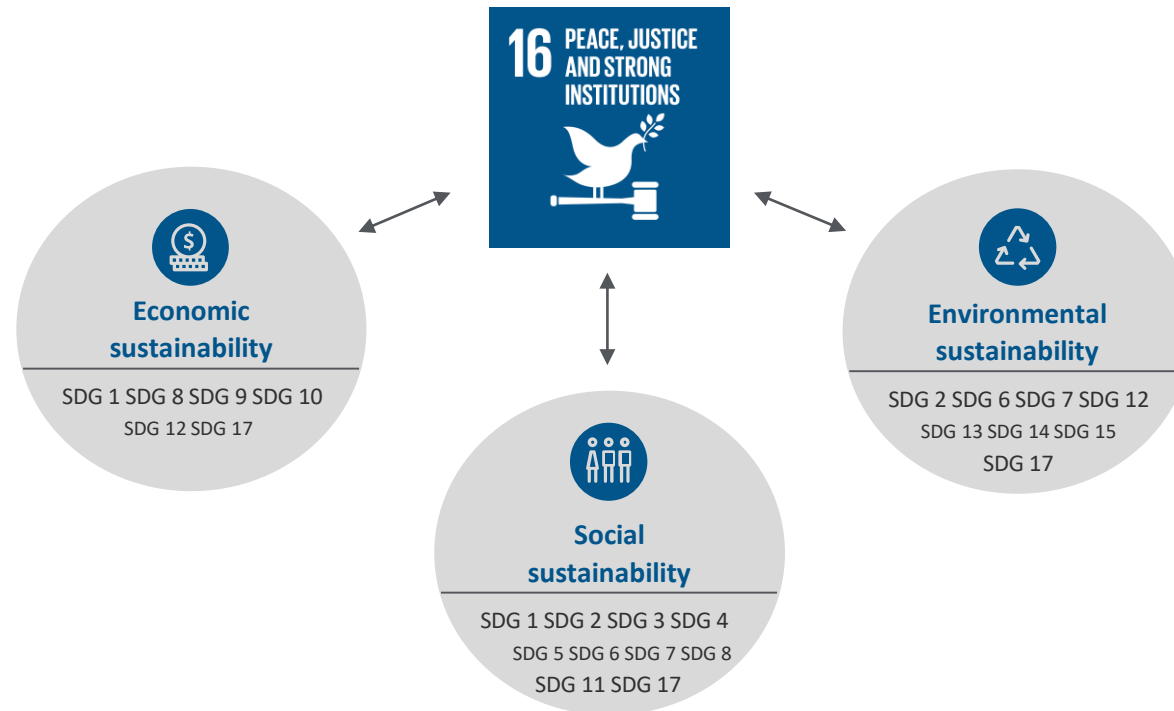 16 PEACE, JUSTICE
AND STRONG
INSTITUTIONS
$
Economic
sustainability
SDG 1 SDG 8 SDG 9 SDG 10
SDG 12 SDG 17
Social
sustainability
SDG 1 SDG 2 SDG 3 SDG 4
SDG 5 SDG 6 SDG 7 SDG 8
SDG 11 SDG 17
Environmental
sustainability
SDG 2 SDG 6 SDG 7 SDG 12
SDG 13 SDG 14 SDG 15
SDG 17